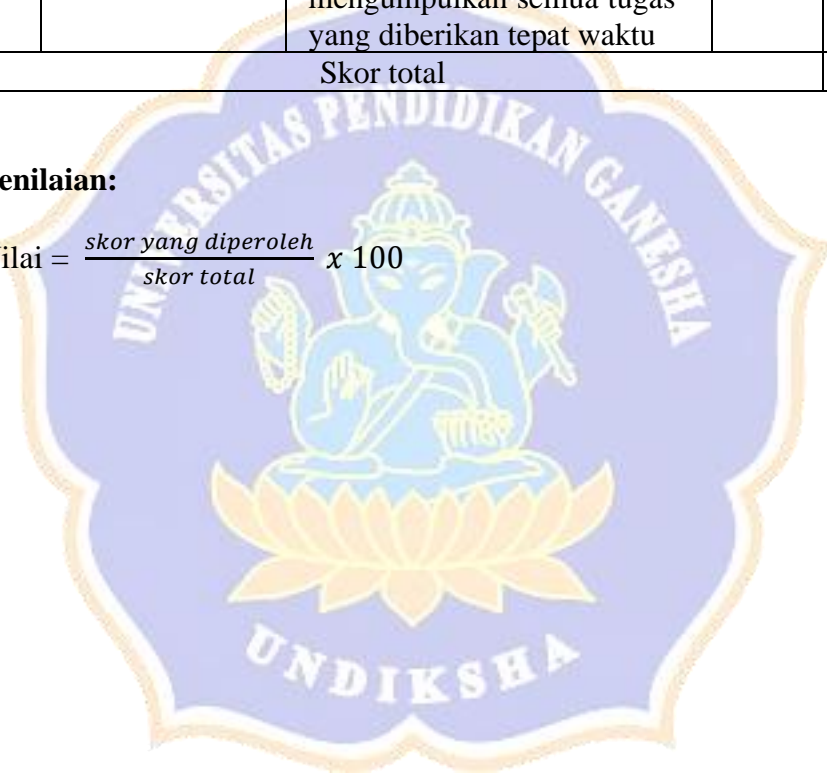 mengumpulkan semua tugas
yang diberikan tepat waktu
Skor total
enilaian:
ilai = skor yang diperoleh / skor total x 100
UNIVERSITAS PENDIDIKAN GANESHA
UNDIKSHA